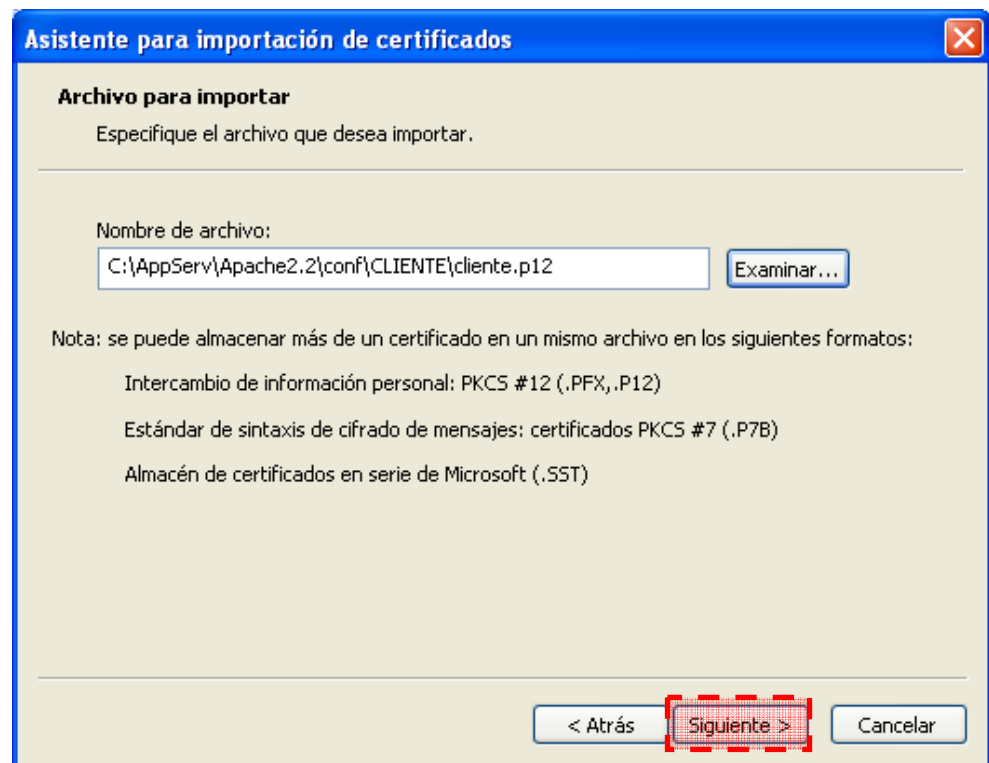 Asistente para importación de certificados
Archivo para importar
Especifique el archivo que desea importar.
Nombre de archivo:
C:\AppServ\Apache2.2\conf\CLIENTE\cliente.p12
Examinar...
Nota: se puede almacenar más de un certificado en un mismo archivo en los siguientes formatos:
Intercambio de información personal: PKCS #12 (.PFX,.P12)
Estándar de sintaxis de cifrado de mensajes: certificados PKCS #7 (.P7B)
Almacén de certificados en serie de Microsoft (.SST)
< Atrás
Siguiente >
Cancelar